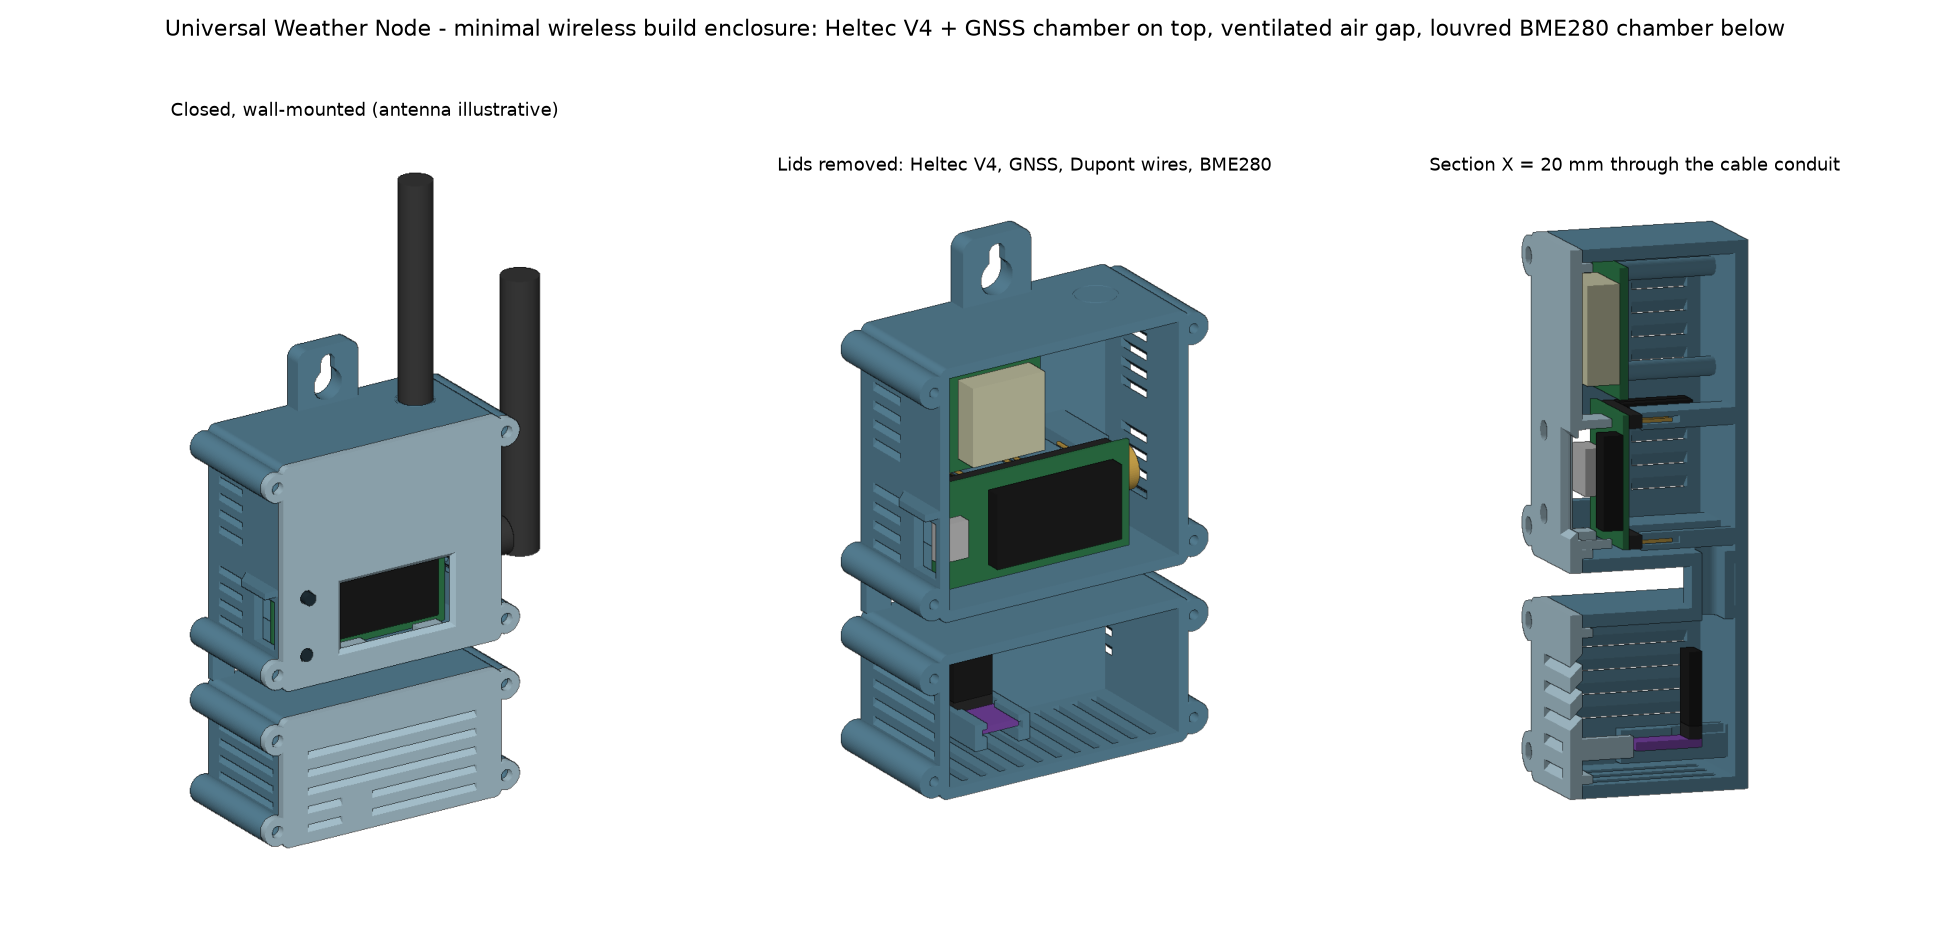 Universal Weather Node - minimal wireless build enclosure: Heltec V4 + GNSS chamber on top, ventilated air gap, louvred BME280 chamber below
Closed, wall-mounted (antenna illustrative)
Lids removed: Heltec V4, GNSS, Dupont wires, BME280
Section X = 20 mm through the cable conduit